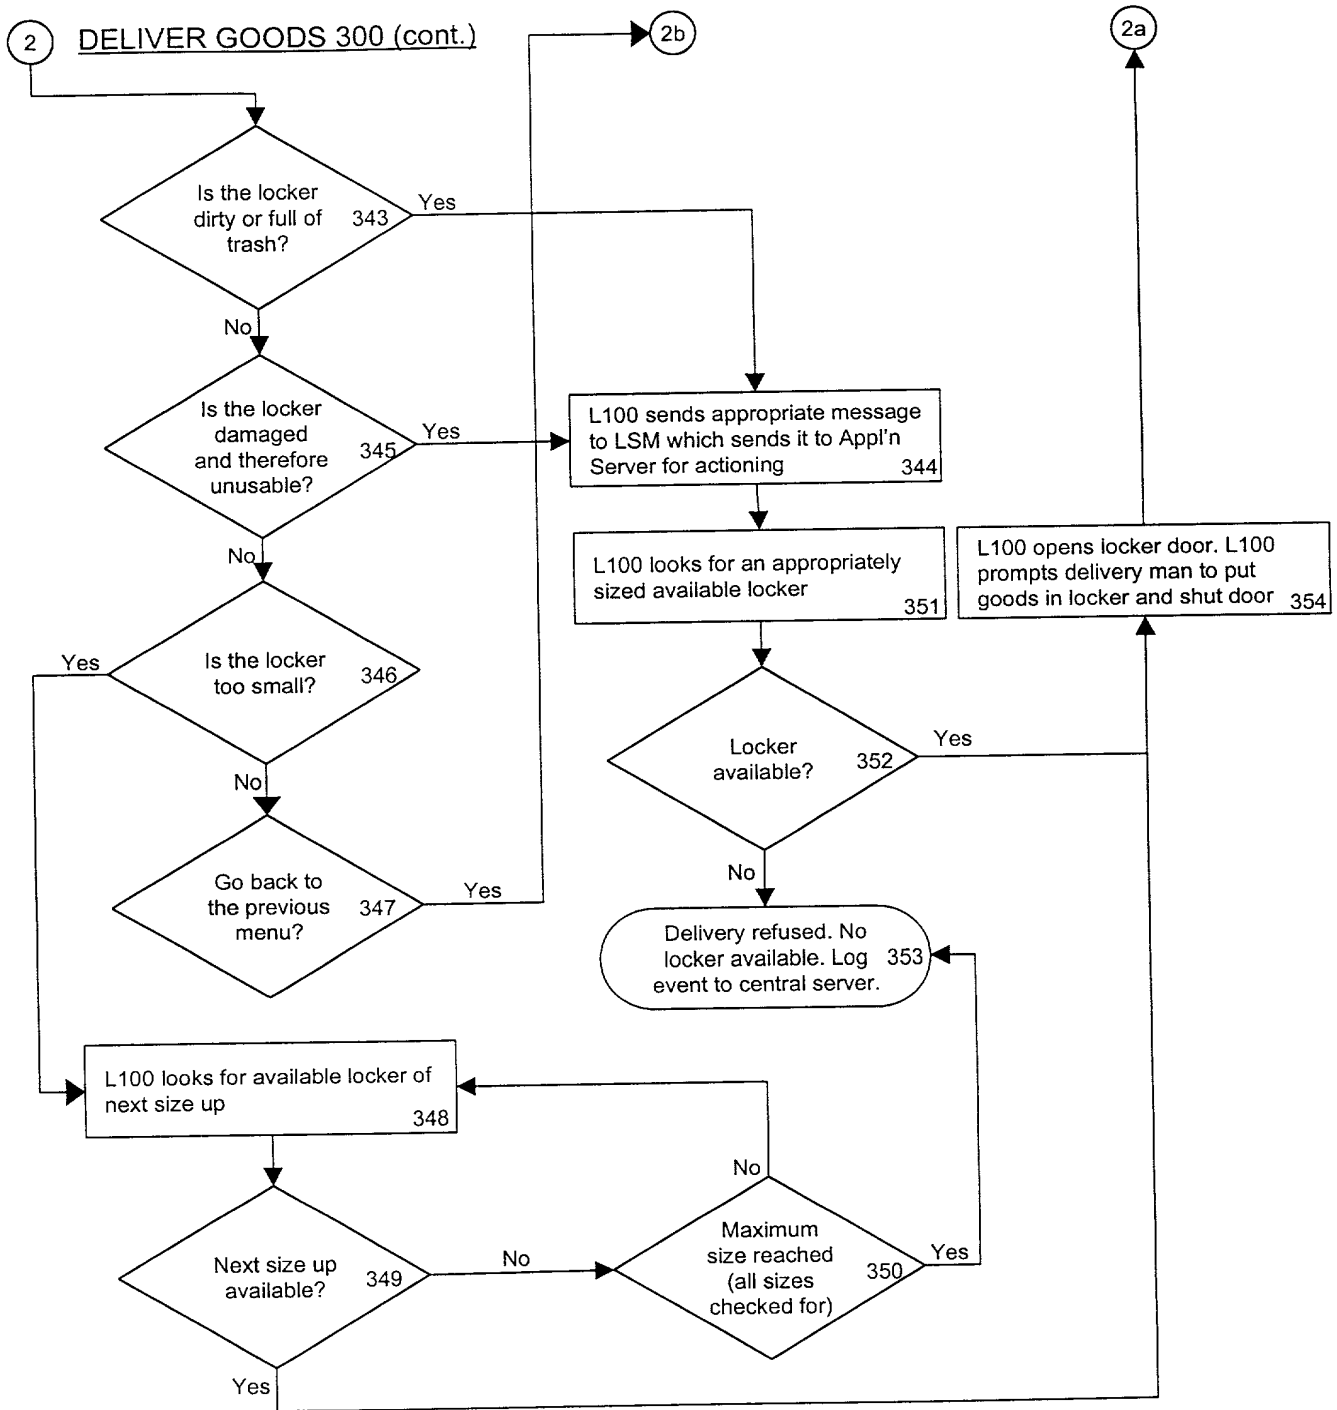 2
DELIVER GOODS 300 (cont.)
2b
2a
Is the locker
dirty or full of
trash?
343
Yes
No
Is the locker
damaged
and therefore
unusable?
345
Yes
No
L100 sends appropriate message
to LSM which sends it to Appl'n
Server for actioning
344
L100 looks for an appropriately
sized available locker
351
L100 opens locker door. L100
prompts delivery man to put
goods in locker and shut door
354
Yes
Is the locker
too small?
346
No
Locker
available?
352
Yes
No
Go back to
the previous
menu?
347
Yes
Delivery refused. No
locker available. Log
event to central server.
353
L100 looks for available locker of
next size up
348
Next size up
available?
349
No
Yes
Maximum
size reached
(all sizes
checked for)
350
No
Yes